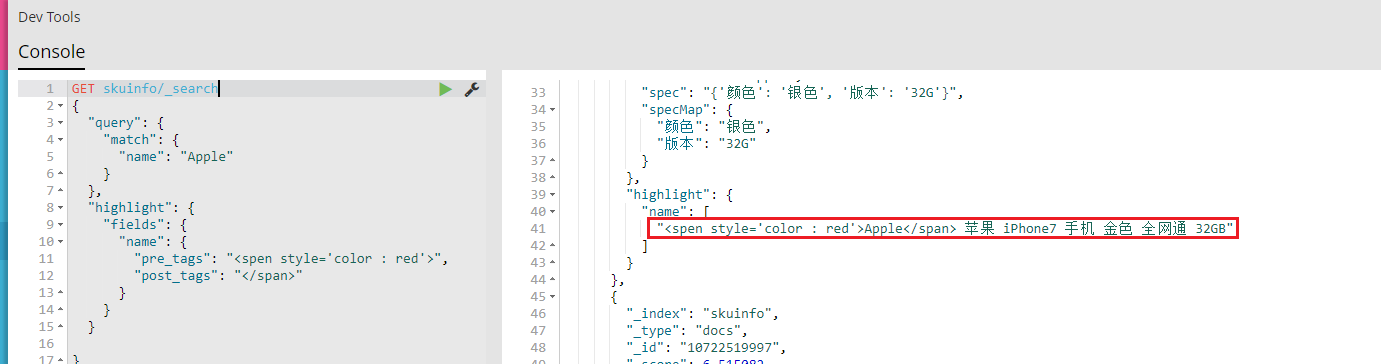 Dev Tools
Console
1 GET skuinfo/_search
2 {
3 "query": {
4 "match": {
5 "name": "Apple"
6 }
7 },
8 "highlight": {
9 "fields": {
10 "name": {
11 "pre_tags": "<spen style='color : red'>",
12 "post_tags": "</span>"
13 }
14 }
15 }
16
17 }
33 "spec": "{'颜色': '银色', '版本': '32G'}",
34 "specMap": {
35 "颜色": "银色",
36 "版本": "32G"
37 }
38 },
39 "highlight": {
40 "name": [
41 "<spen style='color : red'>Apple</span> 苹果 iPhone7 手机 金色 全网通 32GB"
42 ]
43 }
44 },
45 {
46 "_index": "skuinfo",
47 "_type": "docs",
48 "_id": "10722519997",